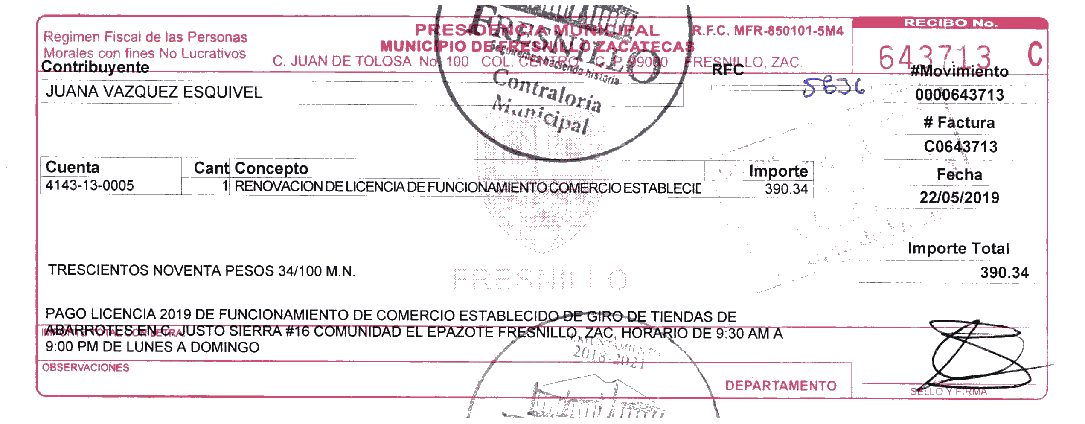 PRESIDENCIA MUNICIPAL
MUNICIPIO DE FRESNILLO ZACATECAS
C. JUAN DE TOLOSA No. 100 COL. CENTRO C.P. 99000 FRESNILLO, ZAC.
R.F.C. MFR-850101-5M4
RECIBO No.
643713 C
Regimen Fiscal de las Personas
Morales con fines No Lucrativos
Contribuyente
RFC
#Movimiento
JUANA VAZQUEZ ESQUIVEL
5836
0000643713
# Factura
C0643713
FRESNILLO
haciendo historia
Contraloria
Municipal
Cuenta Cant Concepto Importe
4143-13-0005 1 RENOVACION DE LICENCIA DE FUNCIONAMIENTO COMERCIO ESTABLECID 390.34
Fecha
22/05/2019
Importe Total
390.34
TRESCIENTOS NOVENTA PESOS 34/100 M.N.
FRESNILLO
PAGO LICENCIA 2019 DE FUNCIONAMIENTO DE COMERCIO ESTABLECIDO DE GIRO DE TIENDAS DE
ABARROTES EN C. JUSTO SIERRA #16 COMUNIDAD EL EPAZOTE FRESNILLO, ZAC, HORARIO DE 9:30 AM A
9:00 PM DE LUNES A DOMINGO
2018-2021
OBSERVACIONES
DEPARTAMENTO
SELLO Y FIRMA